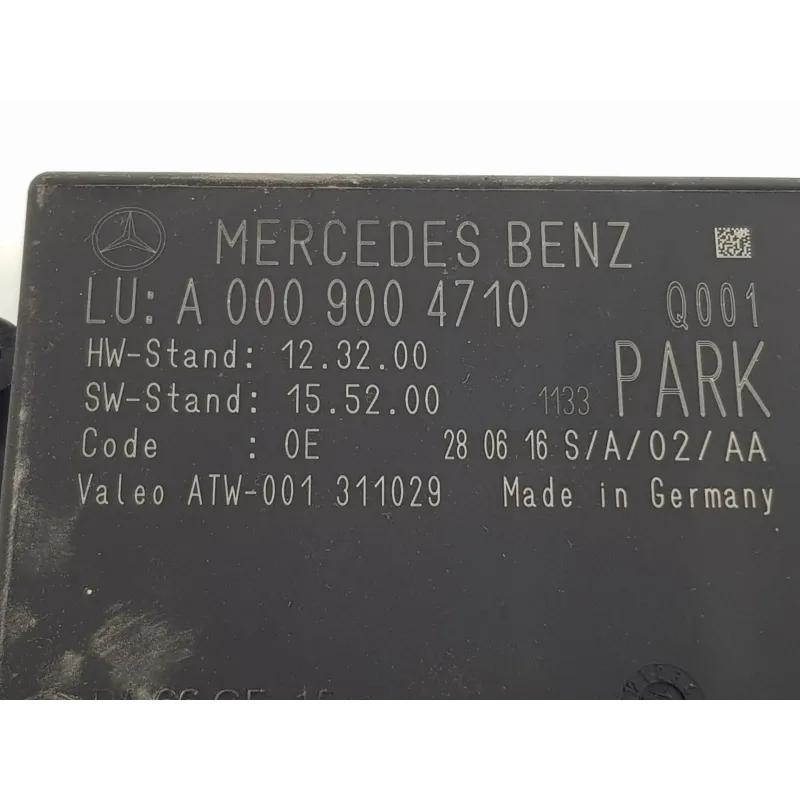 MERCEDES BENZ
LU: A 000 900 4710 Q001
HW-Stand: 12.32.00
SW-Stand: 15.52.00 1133 PARK
Code : 0E 28 06 16 S/A/02/AA
Valeo ATW-001 311029 Made in Germany